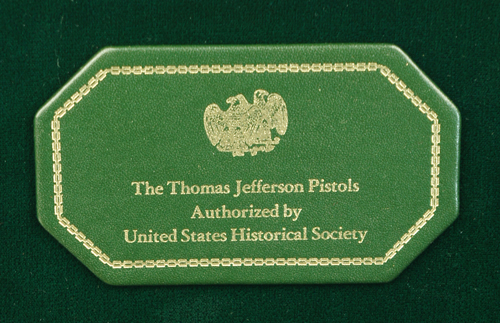 The Thomas Jefferson Pistols
Authorized by
United States Historical Society